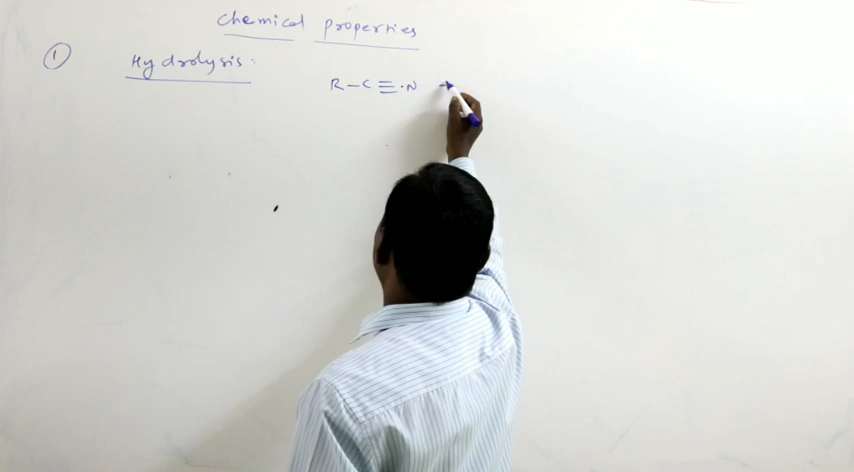 Chemical properties
① Hydrolysis:
R-C≡N +